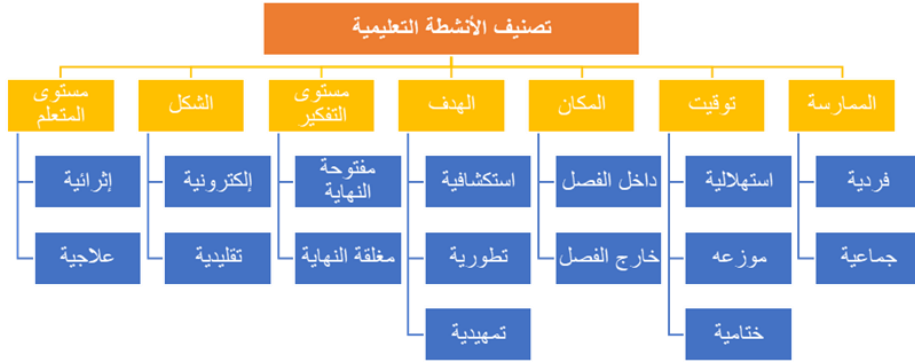 تصنيف الأنشطة التعليمية
الممارسة
توقيت
المكان
الهدف
مستوى
التفكير
الشكل
مستوى
المتعلم
فردية
استهلالية
داخل الفصل
استكشافية
مفتوحة
النهاية
إلكترونية
إثرائية
جماعية
موزعه
خارج الفصل
تطورية
مغلقة النهاية
تقليدية
علاجية
ختامية
تمهيدية